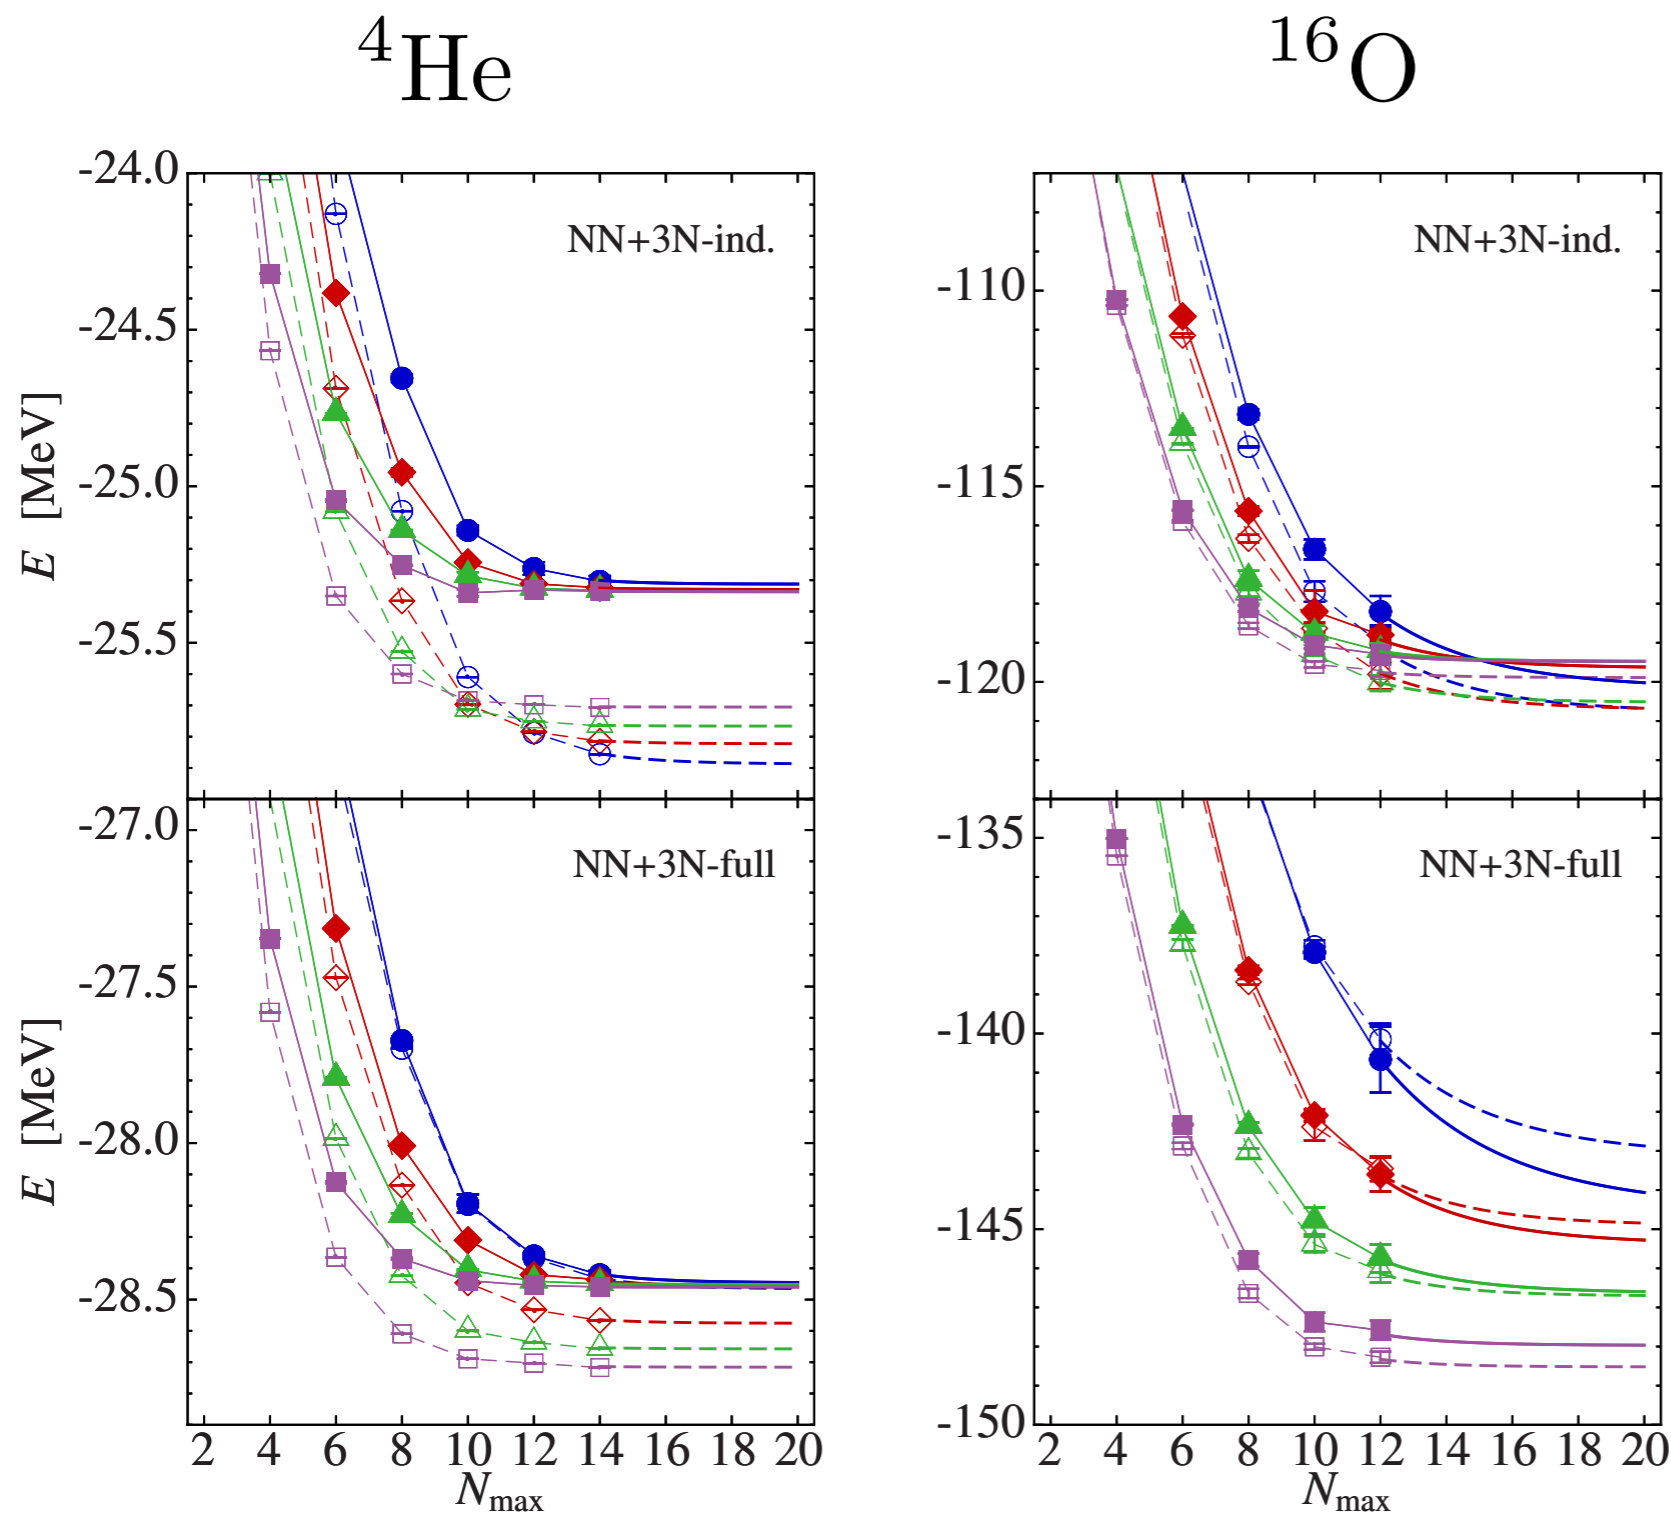 ⁴He
¹⁶O
-24.0
-24.5
-25.0
-25.5
E [MeV]
NN+3N-ind.
-110
-115
-120
NN+3N-ind.
-27.0
-27.5
-28.0
-28.5
E [MeV]
NN+3N-full
-135
-140
-145
-150
NN+3N-full
2 4 6 8 10 12 14 16 18 20
N_max
2 4 6 8 10 12 14 16 18 20
N_max